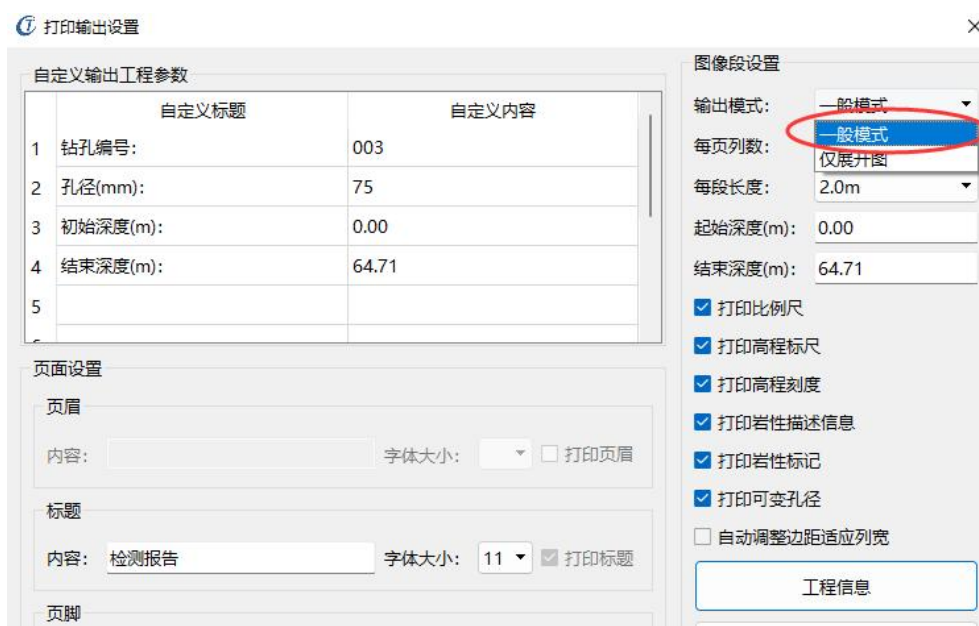 打印输出设置
自定义输出工程参数
自定义标题 自定义内容
1 钻孔编号: 003
2 孔径(mm): 75
3 初始深度(m): 0.00
4 结束深度(m): 64.71
5
页面设置
页眉
内容: 字体大小: 打印页眉
标题
内容: 检测报告 字体大小: 11 打印标题
页脚
图像段设置
输出模式: 一般模式
一般模式
仅展开图
每页列数:
每段长度: 2.0m
起始深度(m): 0.00
结束深度(m): 64.71
打印比例尺
打印高程标尺
打印高程刻度
打印岩性描述信息
打印岩性标记
打印可变孔径
自动调整边距适应列宽
工程信息